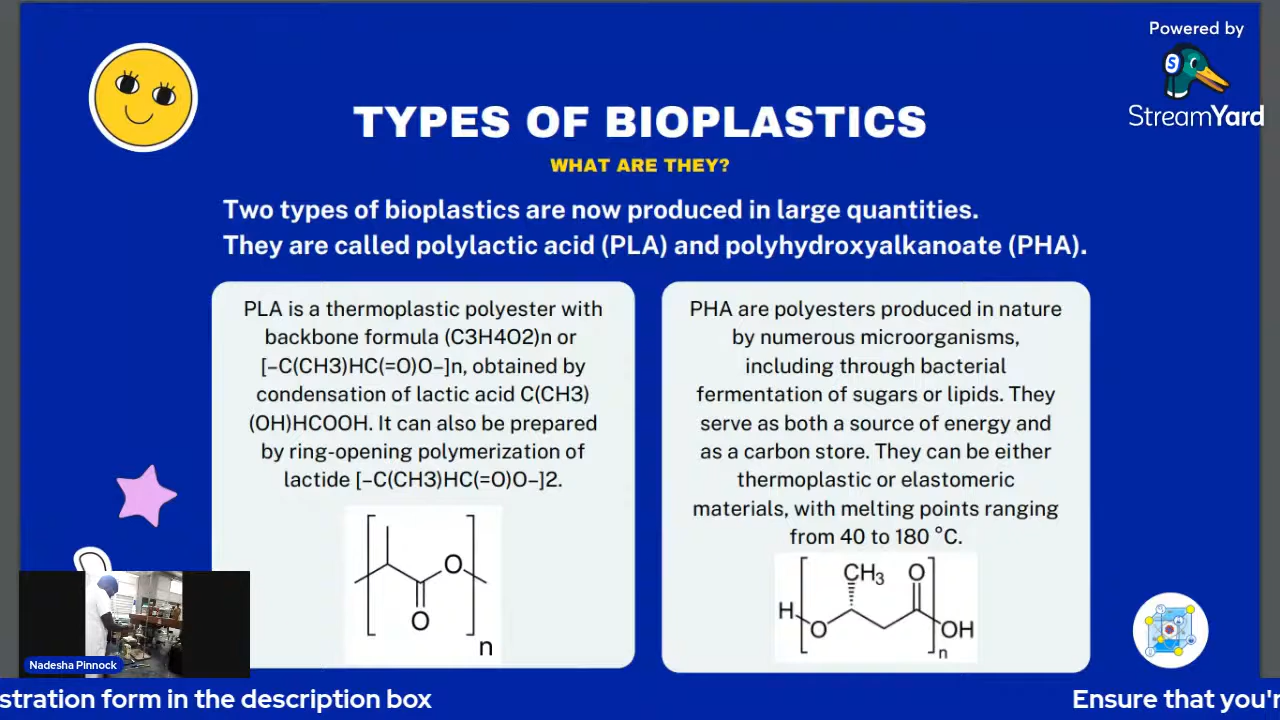 Powered by
S
StreamYard
TYPES OF BIOPLASTICS
WHAT ARE THEY?
Two types of bioplastics are now produced in large quantities.
They are called polylactic acid (PLA) and polyhydroxyalkanoate (PHA).
PLA is a thermoplastic polyester with
backbone formula (C3H4O2)n or
[–C(CH3)HC(=O)O–]n, obtained by
condensation of lactic acid C(CH3)
(OH)HCOOH. It can also be prepared
by ring-opening polymerization of
lactide [–C(CH3)HC(=O)O–]2.
O
O
n
PHA are polyesters produced in nature
by numerous microorganisms,
including through bacterial
fermentation of sugars or lipids. They
serve as both a source of energy and
as a carbon store. They can be either
thermoplastic or elastomeric
materials, with melting points ranging
from 40 to 180 °C.
CH3 O
H
O OH
n
Nadesha Pinnock
stration form in the description box
Ensure that you'r